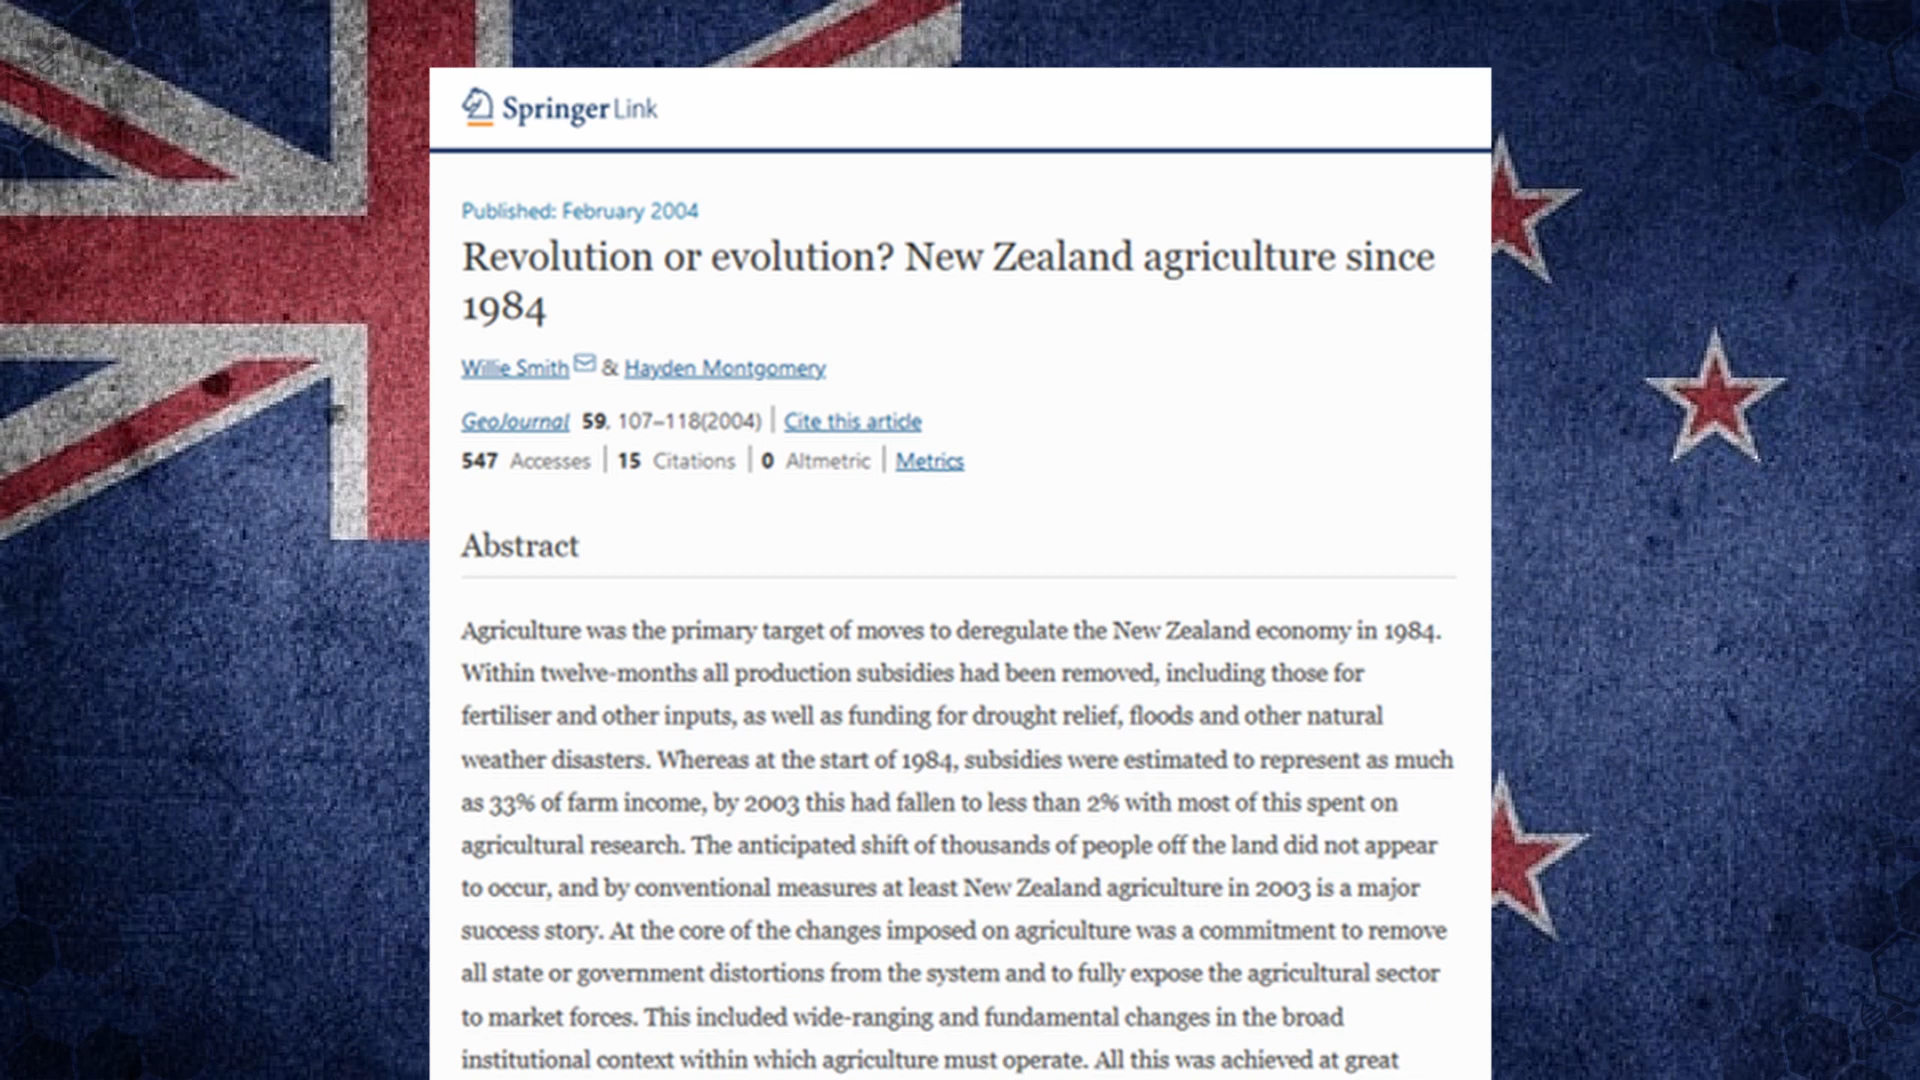 Springer Link
Published: February 2004
Revolution or evolution? New Zealand agriculture since
1984
Willie Smith & Hayden Montgomery
GeoJournal 59, 107–118(2004) | Cite this article
547 Accesses | 15 Citations | 0 Altmetric | Metrics
Abstract
Agriculture was the primary target of moves to deregulate the New Zealand economy in 1984.
Within twelve-months all production subsidies had been removed, including those for
fertiliser and other inputs, as well as funding for drought relief, floods and other natural
weather disasters. Whereas at the start of 1984, subsidies were estimated to represent as much
as 33% of farm income, by 2003 this had fallen to less than 2% with most of this spent on
agricultural research. The anticipated shift of thousands of people off the land did not appear
to occur, and by conventional measures at least New Zealand agriculture in 2003 is a major
success story. At the core of the changes imposed on agriculture was a commitment to remove
all state or government distortions from the system and to fully expose the agricultural sector
to market forces. This included wide-ranging and fundamental changes in the broad
institutional context within which agriculture must operate. All this was achieved at great